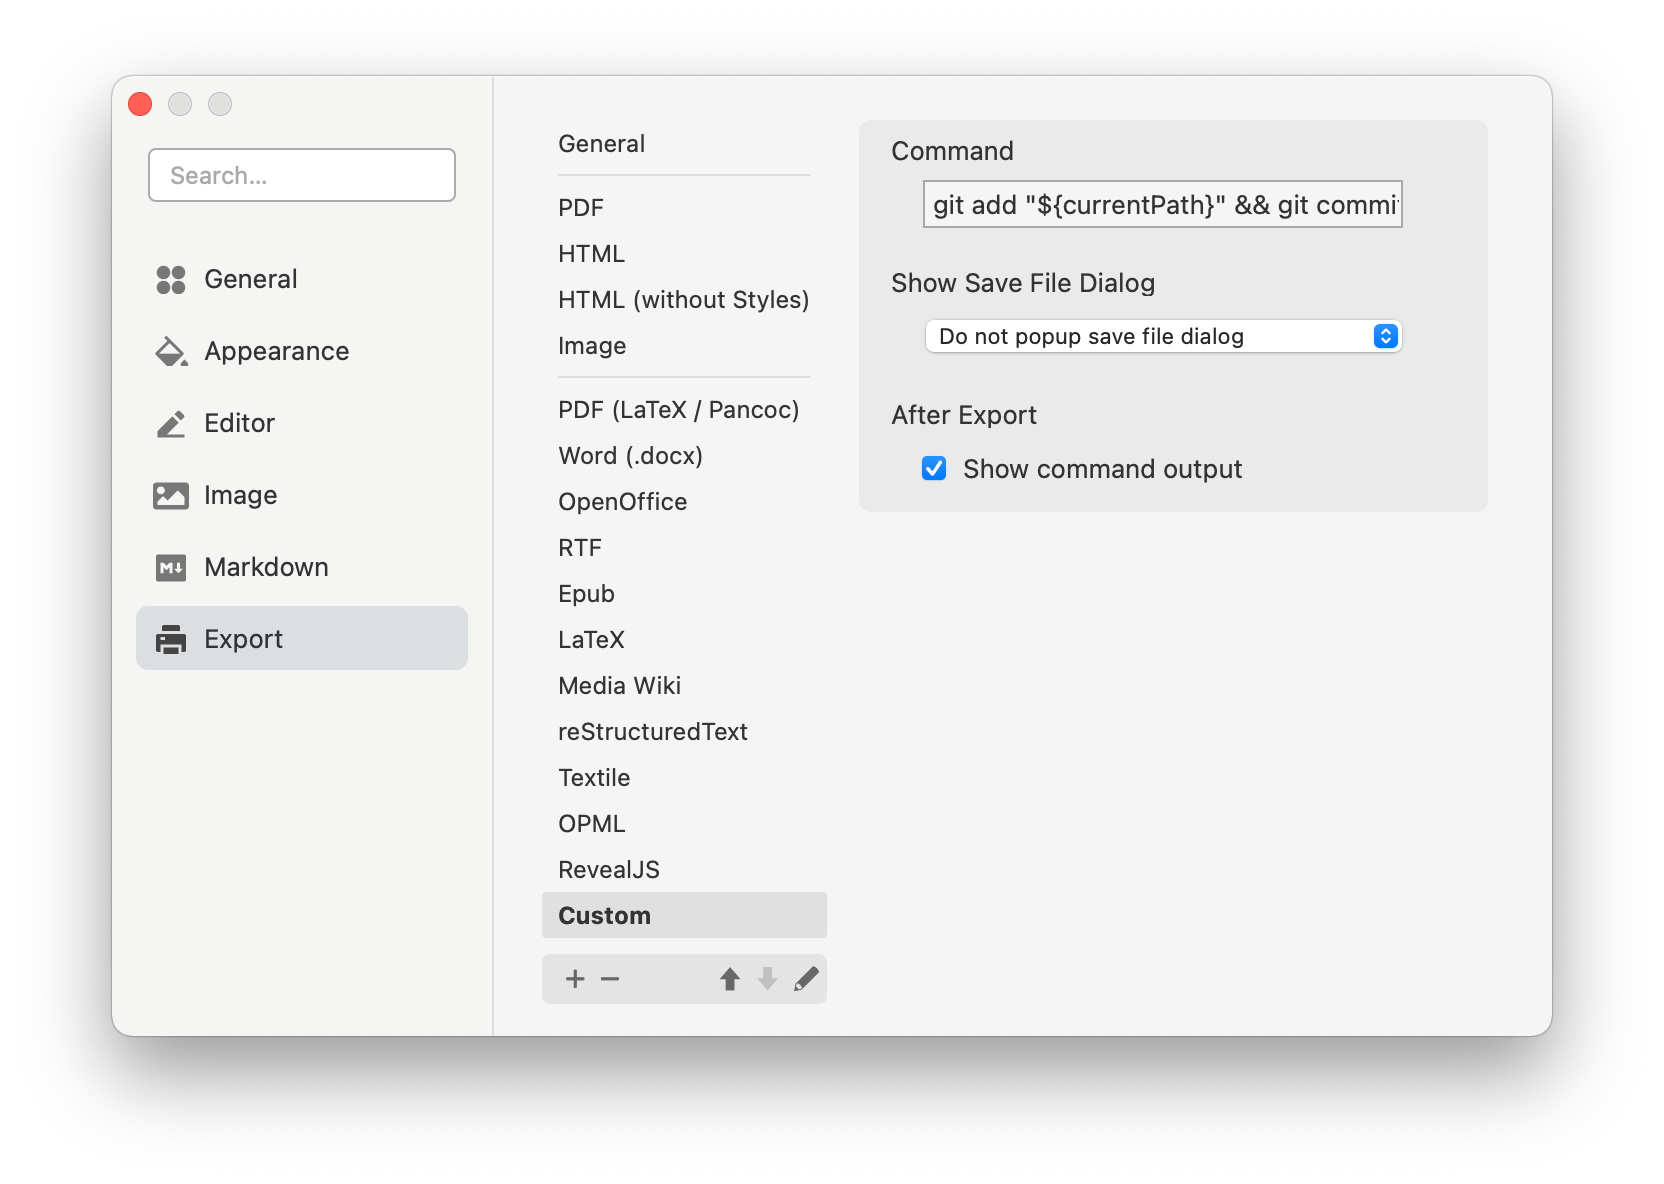 Search...
General
Appearance
Editor
Image
Markdown
Export
General
PDF
HTML
HTML (without Styles)
Image
PDF (LaTeX / Pancoc)
Word (.docx)
OpenOffice
RTF
Epub
LaTeX
Media Wiki
reStructuredText
Textile
OPML
RevealJS
Custom
Command
git add "${currentPath}" && git commi
Show Save File Dialog
Do not popup save file dialog
After Export
Show command output